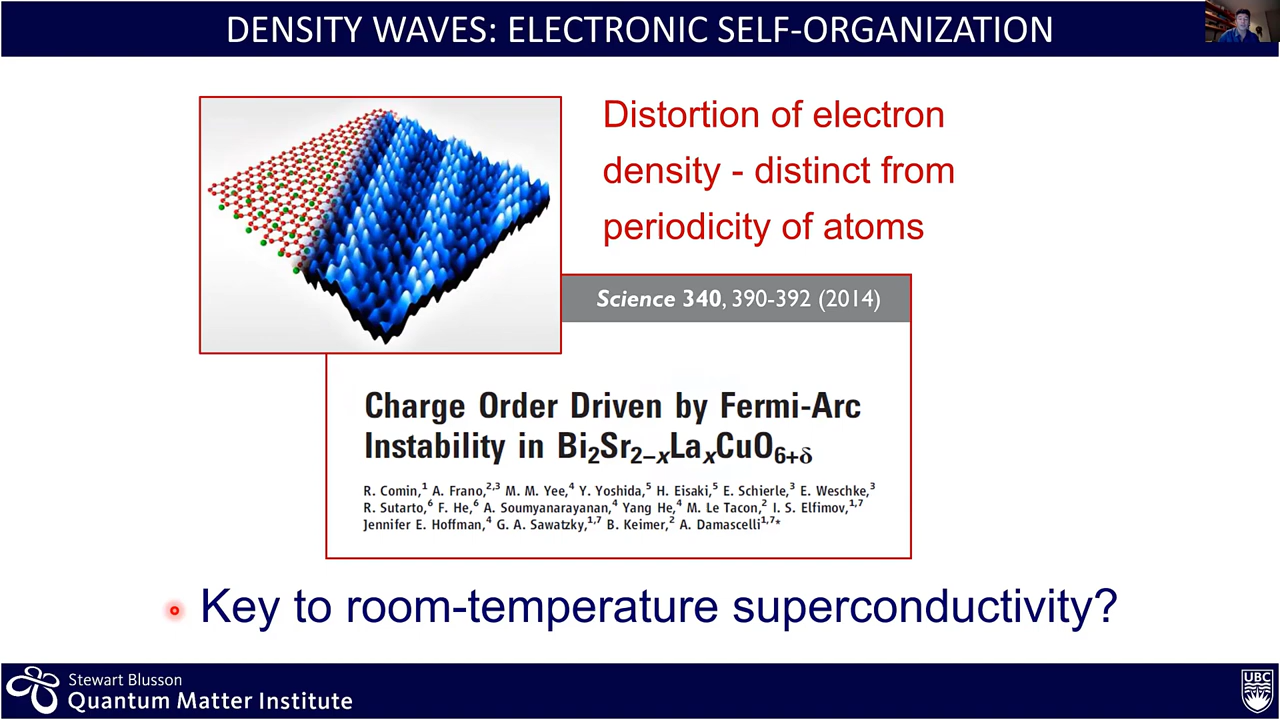 DENSITY WAVES: ELECTRONIC SELF-ORGANIZATION
Distortion of electron
density - distinct from
periodicity of atoms
Science 340, 390-392 (2014)
Charge Order Driven by Fermi-Arc
Instability in Bi₂Sr₂₋ₓLaₓCuO₆₊δ
R. Comin,¹ A. Frano,²,³ M. M. Yee,⁴ Y. Yoshida,⁵ H. Eisaki,⁵ E. Schierle,³ E. Weschke,³
R. Sutarto,⁶ F. He,⁶ A. Soumyanarayanan,⁴ Yang He,⁴ M. Le Tacon,² I. S. Elfimov,¹,⁷
Jennifer E. Hoffman,⁴ G. A. Sawatzky,¹,⁷ B. Keimer,² A. Damascelli¹,⁷*
Key to room-temperature superconductivity?
Stewart Blusson
Quantum Matter Institute
UBC